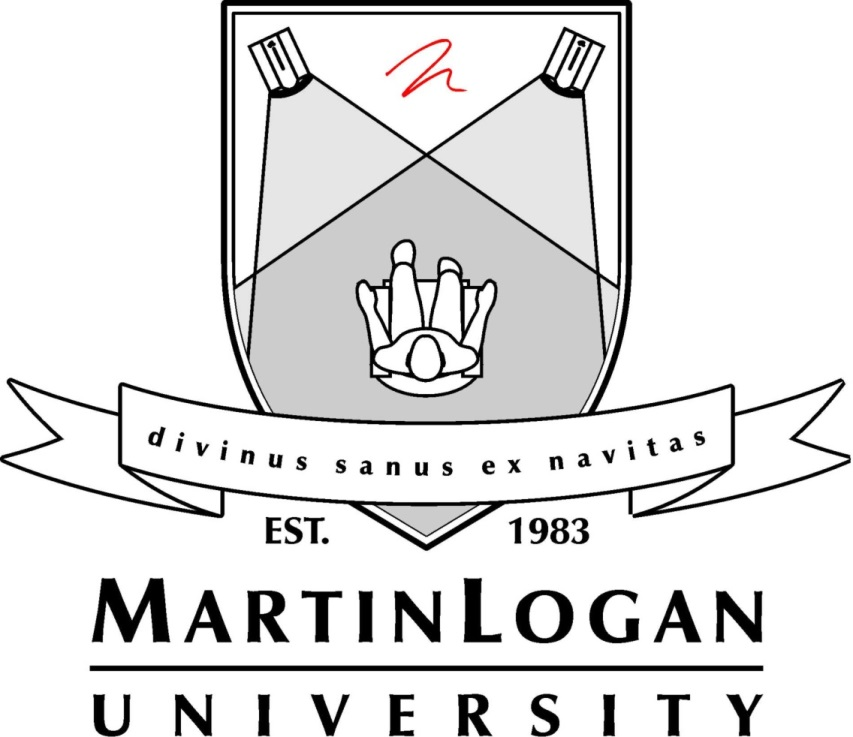 divinus sanus ex navitas
EST. 1983
MARTINLOGAN
UNIVERSITY